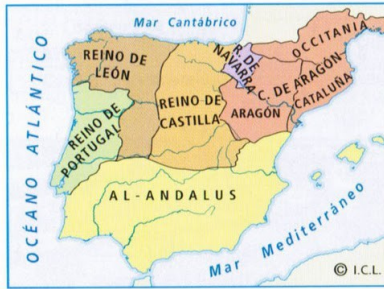 Mar Cantábrico
OCÉANO ATLÁNTICO
REINO DE
LEÓN
R. DE
NAVARRA
OCCITANIA
C. DE ARAGÓN
CATALUÑA
ARAGÓN
REINO DE
CASTILLA
REINO DE
PORTUGAL
AL-ANDALUS
Mar Mediterráneo
© I.C.L.